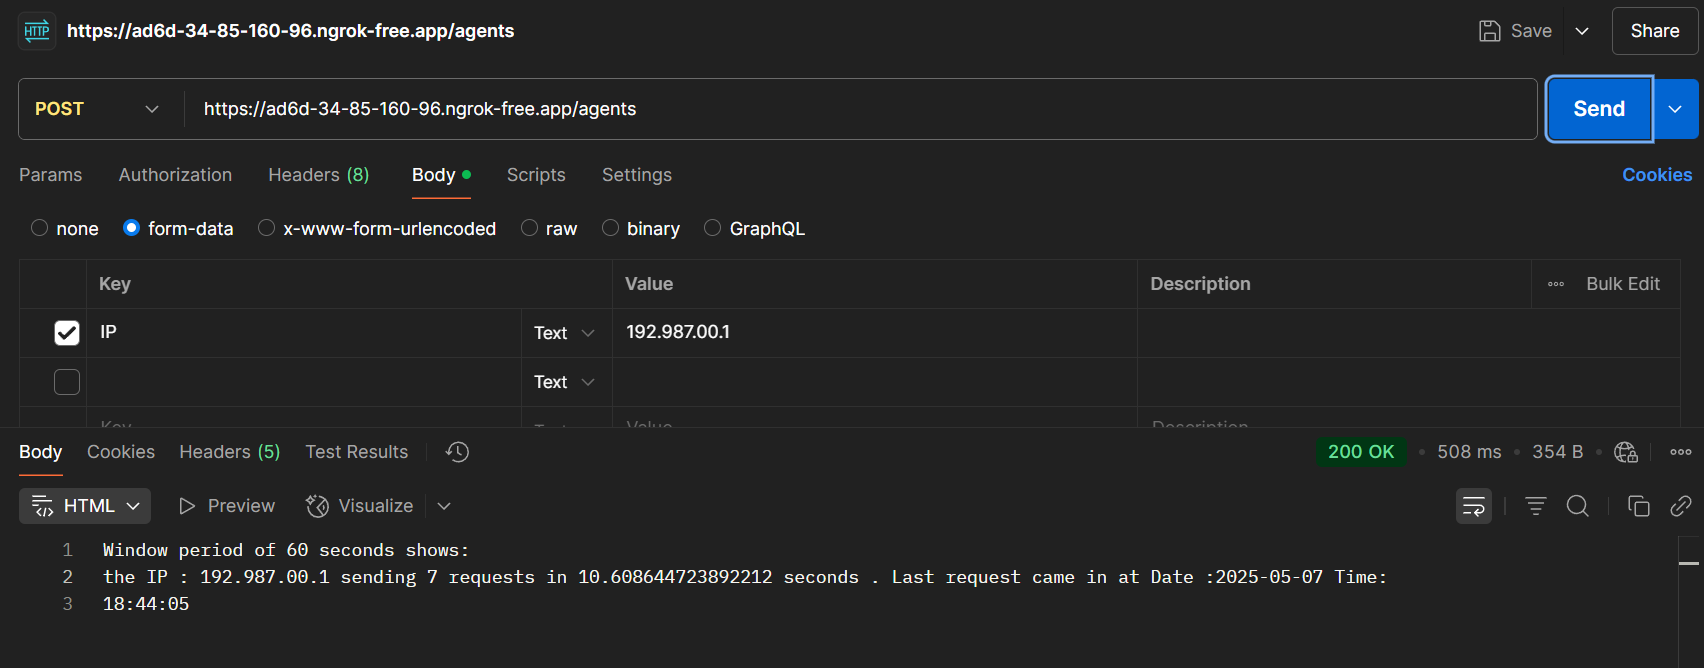 HTTP https://ad6d-34-85-160-96.ngrok-free.app/agents Save Share
POST https://ad6d-34-85-160-96.ngrok-free.app/agents Send
Params Authorization Headers (8) Body Scripts Settings Cookies
none form-data x-www-form-urlencoded raw binary GraphQL
Key Value Description Bulk Edit
IP Text 192.987.00.1
Text
Key Text Value Description
Body Cookies Headers (5) Test Results 200 OK 508 ms 354 B
HTML Preview Visualize
1 Window period of 60 seconds shows:
2 the IP : 192.987.00.1 sending 7 requests in 10.608644723892212 seconds . Last request came in at Date :2025-05-07 Time:
3 18:44:05